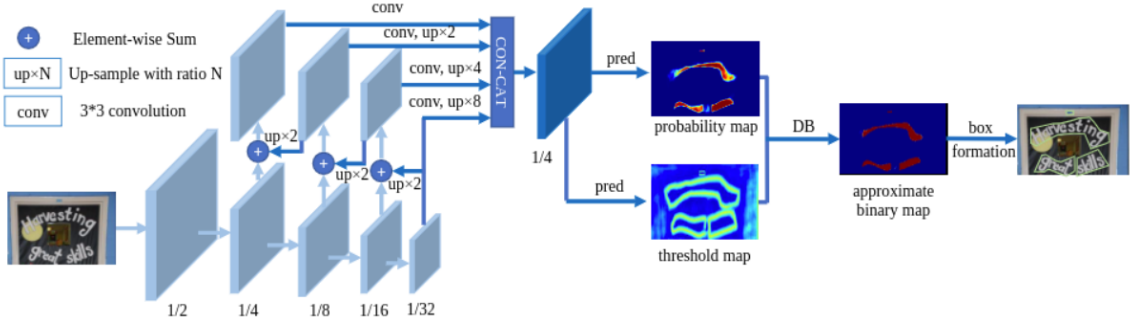 Element-wise Sum
up×N Up-sample with ratio N
conv 3*3 convolution
conv
conv, up×2
conv, up×4
conv, up×8
CON-CAT
up×2
up×2
up×2
1/2
1/4
1/8
1/16
1/32
1/4
pred
probability map
pred
threshold map
DB
approximate
binary map
box
formation
Harvesting
great skills
Harvesting
great skills